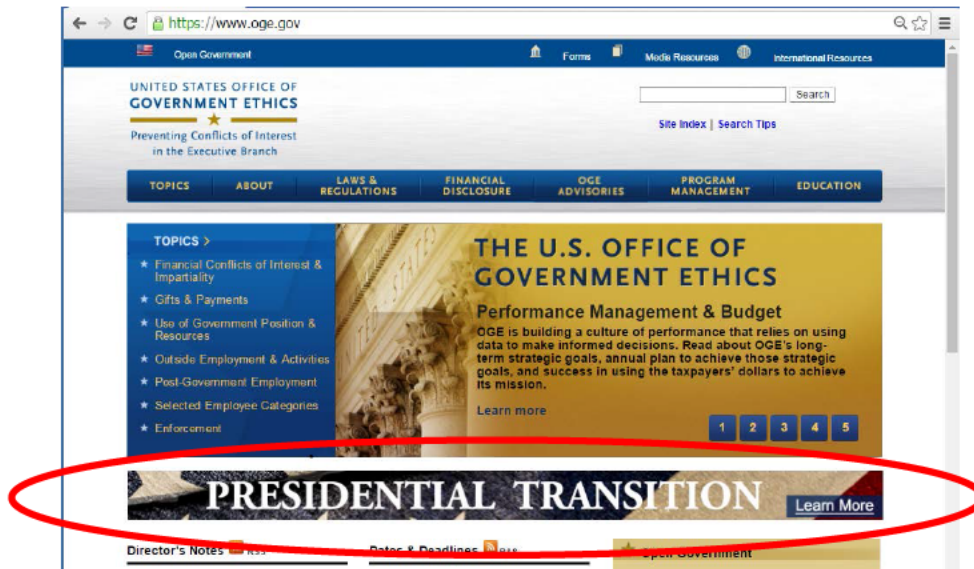 https://www.oge.gov
Open Government
Forms
Media Resources
International Resources
UNITED STATES OFFICE OF
GOVERNMENT ETHICS
Preventing Conflicts of Interest
in the Executive Branch
Search
Site Index | Search Tips
TOPICS
ABOUT
LAWS &
REGULATIONS
FINANCIAL
DISCLOSURE
OGE
ADVISORIES
PROGRAM
MANAGEMENT
EDUCATION
TOPICS >
Financial Conflicts of Interest &
Impartiality
Gifts & Payments
Use of Government Position &
Resources
Outside Employment & Activities
Post-Government Employment
Selected Employee Categories
Enforcement
THE U.S. OFFICE OF
GOVERNMENT ETHICS
Performance Management & Budget
OGE is building a culture of performance that relies on using
data to make informed decisions. Read about OGE's long-
term strategic goals, annual plan to achieve those strategic
goals, and success in using the taxpayers' dollars to achieve
its mission.
Learn more
1 2 3 4 5
PRESIDENTIAL TRANSITION
Learn More
Director's Notes RSS
Dates & Deadlines RSS
Open Government